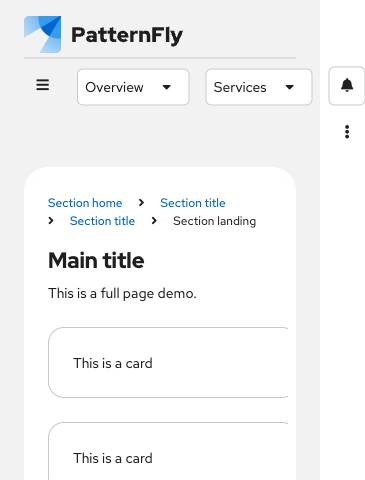 PatternFly
Overview Services
Section home Section title
Section title Section landing
Main title
This is a full page demo.
This is a card
This is a card